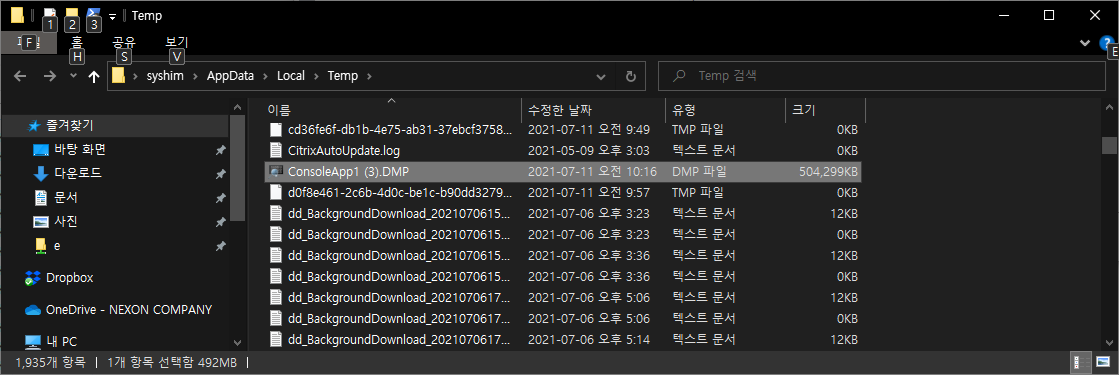 1 2 3 Temp
F 홈 공유 보기 E
H S V
syshim AppData Local Temp Temp 검색
이름 수정한 날짜 유형 크기
즐겨찾기
바탕 화면
다운로드
문서
사진
e
Dropbox
OneDrive - NEXON COMPANY
내 PC
cd36fe6f-db1b-4e75-ab31-37ebcf3758... 2021-07-11 오전 9:49 TMP 파일 0KB
CitrixAutoUpdate.log 2021-05-09 오후 3:03 텍스트 문서 0KB
ConsoleApp1 (3).DMP 2021-07-11 오전 10:16 DMP 파일 504,299KB
d0f8e461-2c6b-4d0c-be1c-b90dd3279... 2021-07-11 오전 9:57 TMP 파일 0KB
dd_BackgroundDownload_2021070615... 2021-07-06 오후 3:23 텍스트 문서 12KB
dd_BackgroundDownload_2021070615... 2021-07-06 오후 3:23 텍스트 문서 0KB
dd_BackgroundDownload_2021070615... 2021-07-06 오후 3:36 텍스트 문서 12KB
dd_BackgroundDownload_2021070615... 2021-07-06 오후 3:36 텍스트 문서 0KB
dd_BackgroundDownload_2021070617... 2021-07-06 오후 5:06 텍스트 문서 12KB
dd_BackgroundDownload_2021070617... 2021-07-06 오후 5:06 텍스트 문서 0KB
dd_BackgroundDownload_2021070617... 2021-07-06 오후 5:14 텍스트 문서 12KB
1,935개 항목 1개 항목 선택함 492MB